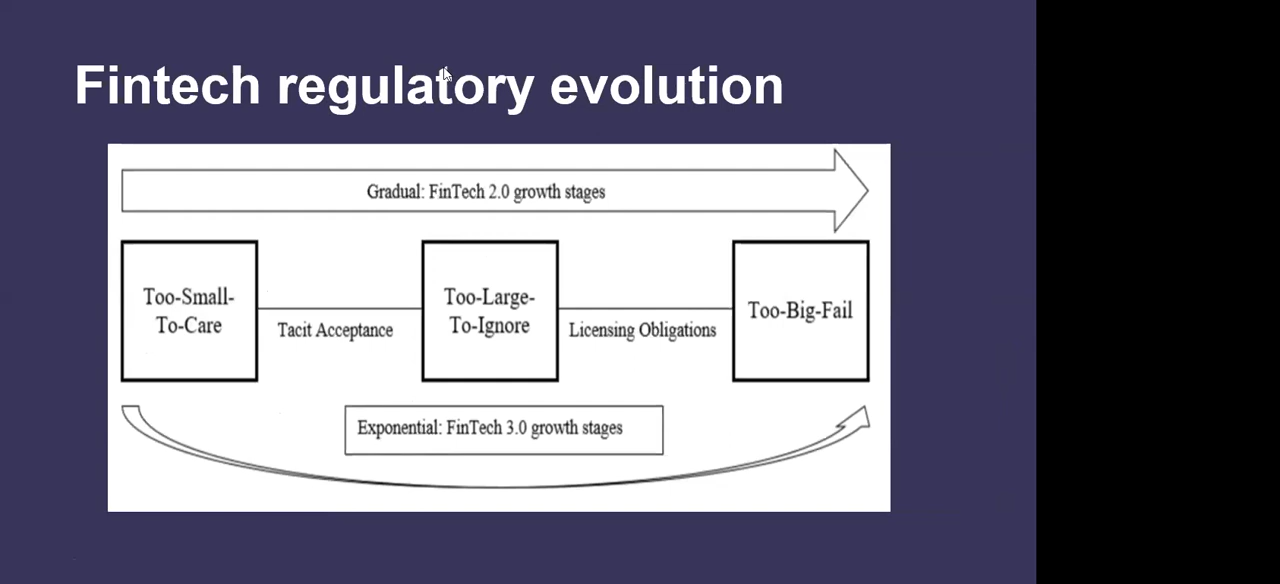 Fintech regulatory evolution
Gradual: FinTech 2.0 growth stages
Too-Small-
To-Care
Tacit Acceptance
Too-Large-
To-Ignore
Licensing Obligations
Too-Big-Fail
Exponential: FinTech 3.0 growth stages